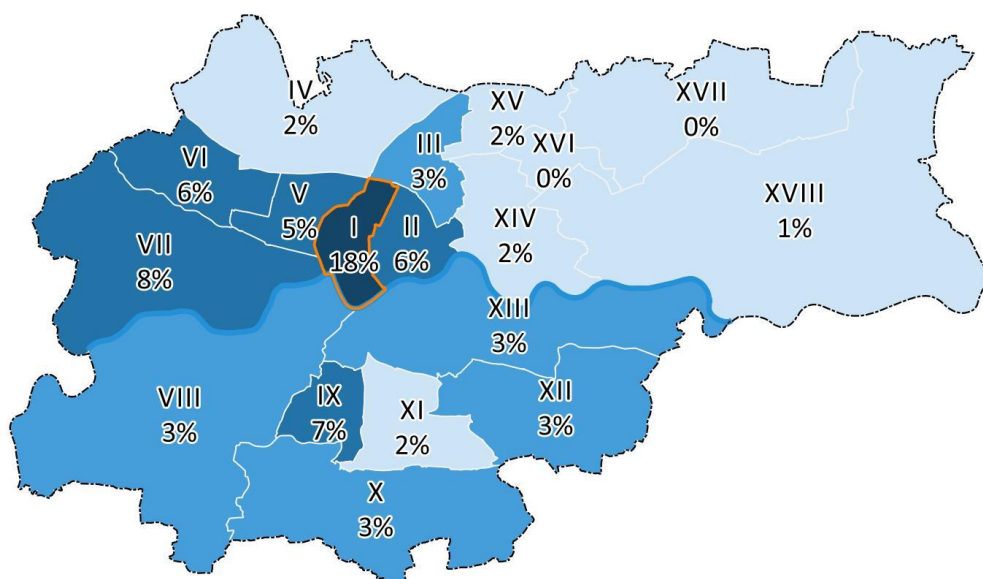 IV
2%
XV
2%
XVII
0%
III
3%
XVI
0%
VI
6%
V
5%
I
18%
II
6%
XIV
2%
XVIII
1%
VII
8%
XIII
3%
VIII
3%
IX
7%
XI
2%
XII
3%
X
3%